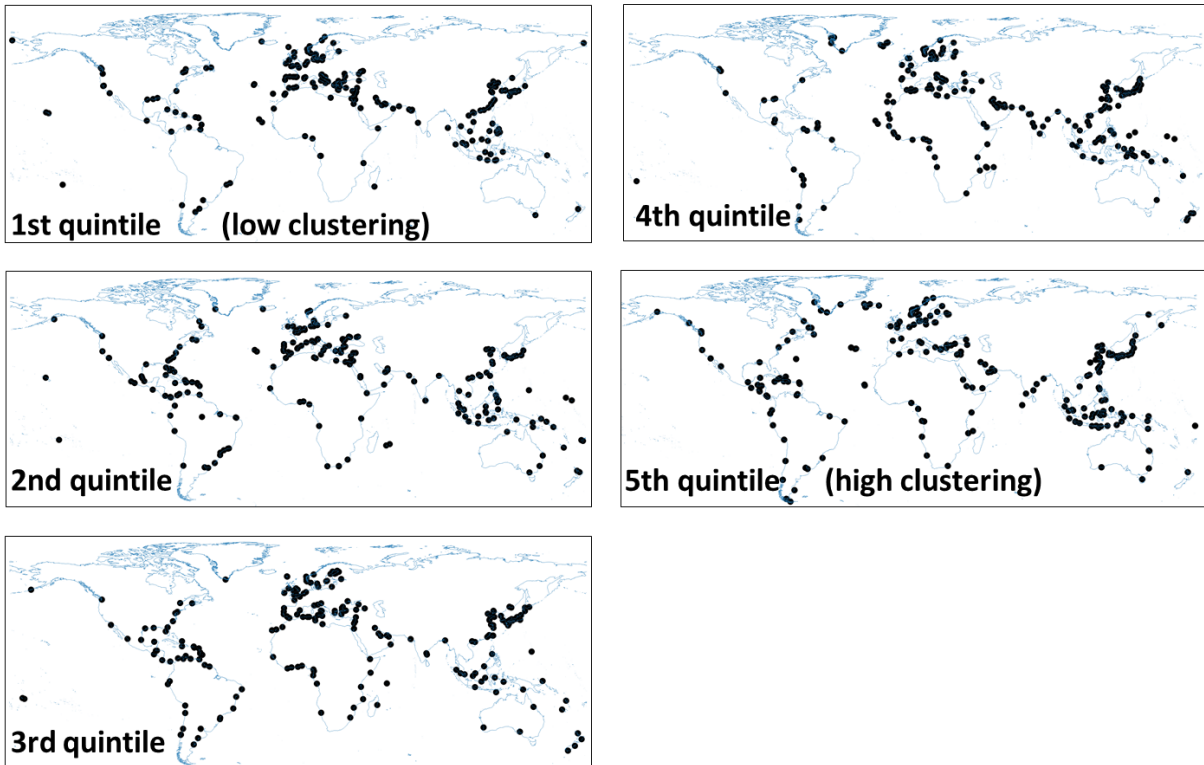 1st quintile (low clustering)
4th quintile
2nd quintile
5th quintile (high clustering)
3rd quintile